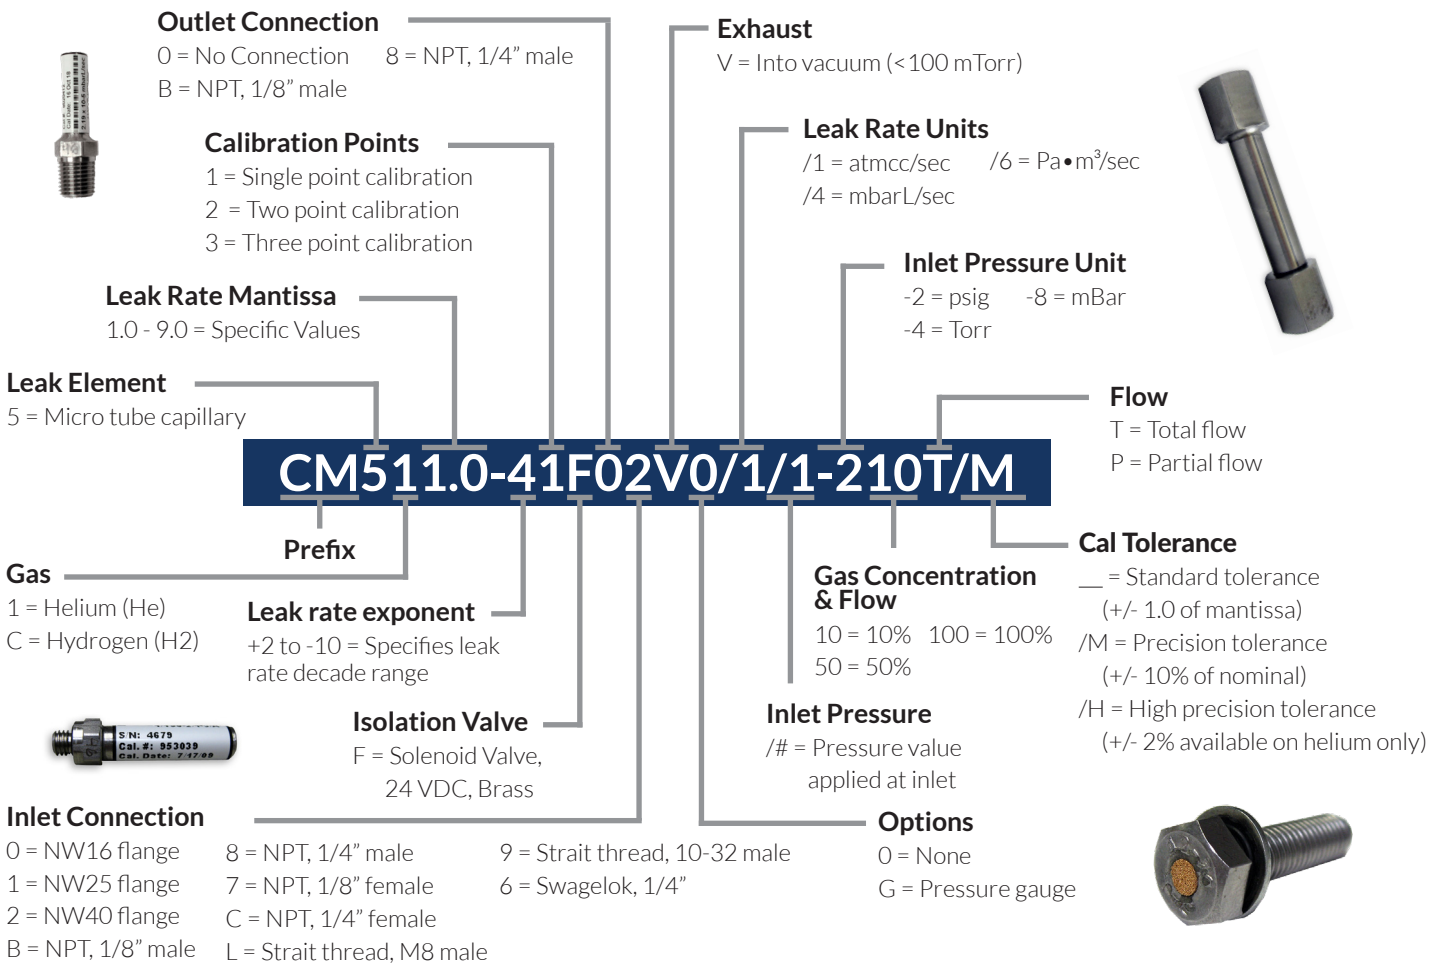 Outlet Connection
0 = No Connection 8 = NPT, 1/4” male
B = NPT, 1/8” male
Calibration Points
1 = Single point calibration
2 = Two point calibration
3 = Three point calibration
Leak Rate Mantissa
1.0 - 9.0 = Specific Values
Leak Element
5 = Micro tube capillary
Exhaust
V = Into vacuum (<100 mTorr)
Leak Rate Units
/1 = atmcc/sec /6 = Pa•m³/sec
/4 = mbarL/sec
Inlet Pressure Unit
-2 = psig -8 = mBar
-4 = Torr
Flow
T = Total flow
P = Partial flow
CM511.0-41F02V0/1/1-210T/M
Prefix
Gas
1 = Helium (He)
C = Hydrogen (H2)
Leak rate exponent
+2 to -10 = Specifies leak
rate decade range
Isolation Valve
F = Solenoid Valve,
24 VDC, Brass
S/N: 4679
Cal. #: 953039
Cal. Date: 7/17/09
Inlet Connection
0 = NW16 flange
1 = NW25 flange
2 = NW40 flange
B = NPT, 1/8” male
8 = NPT, 1/4” male
7 = NPT, 1/8” female
C = NPT, 1/4” female
L = Strait thread, M8 male
9 = Strait thread, 10-32 male
6 = Swagelok, 1/4”
Gas Concentration
& Flow
10 = 10% 100 = 100%
50 = 50%
Inlet Pressure
/# = Pressure value
applied at inlet
Options
0 = None
G = Pressure gauge
Cal Tolerance
__ = Standard tolerance
(+/- 1.0 of mantissa)
/M = Precision tolerance
(+/- 10% of nominal)
/H = High precision tolerance
(+/- 2% available on helium only)